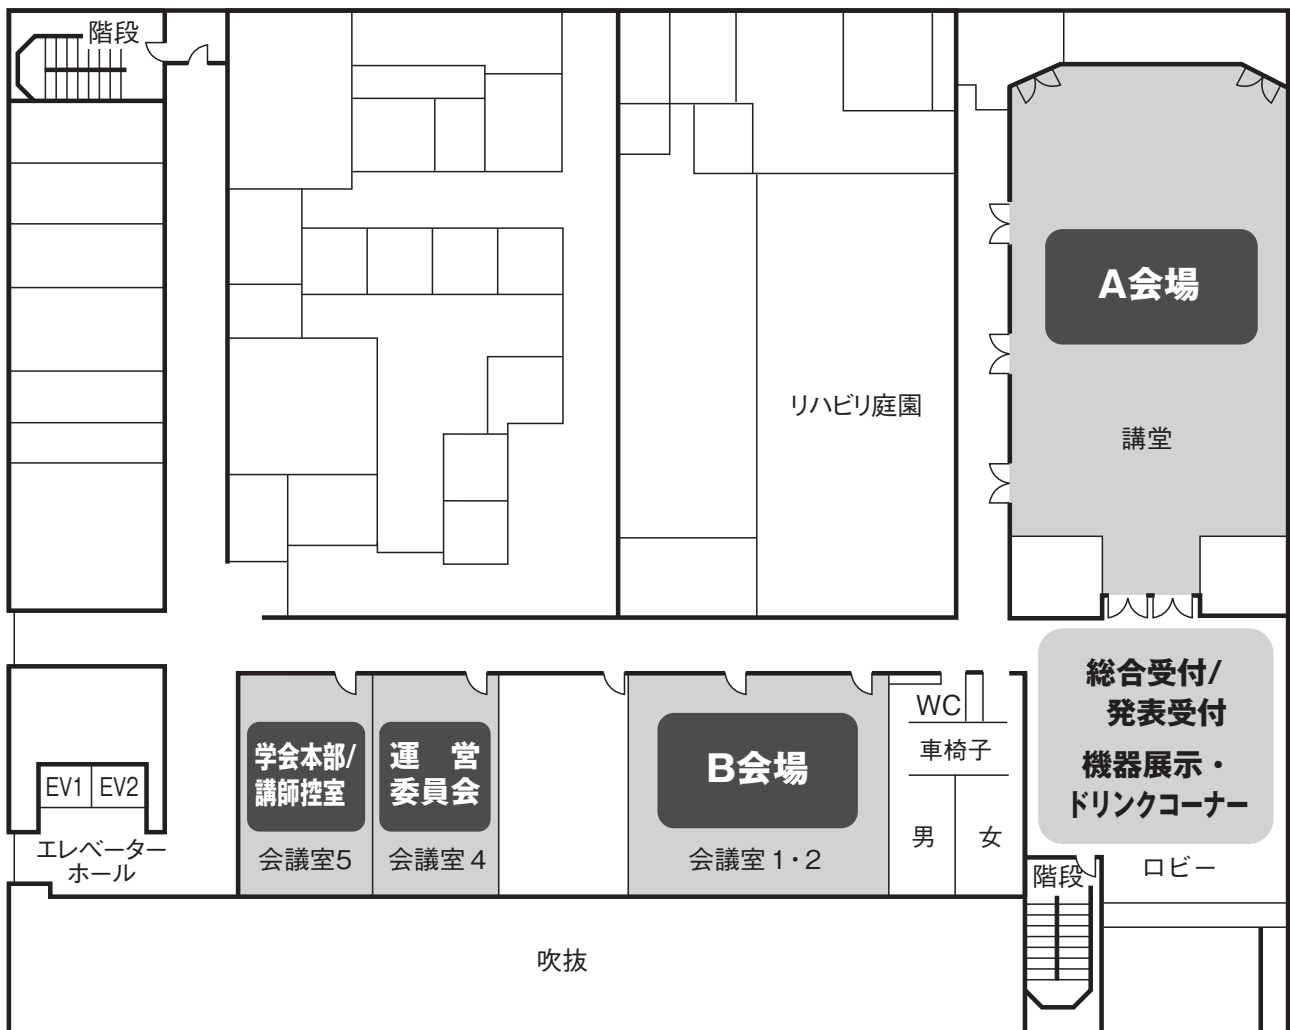 階段
A会場
リハビリ庭園
講堂
総合受付/
発表受付
機器展示・
ドリンクコーナー
ロビー
学会本部/
講師控室
会議室5
運 営
委員会
会議室 4
B会場
会議室 1・2
WC
車椅子
男 女
EV1 EV2
エレベーター
ホール
階段
吹抜